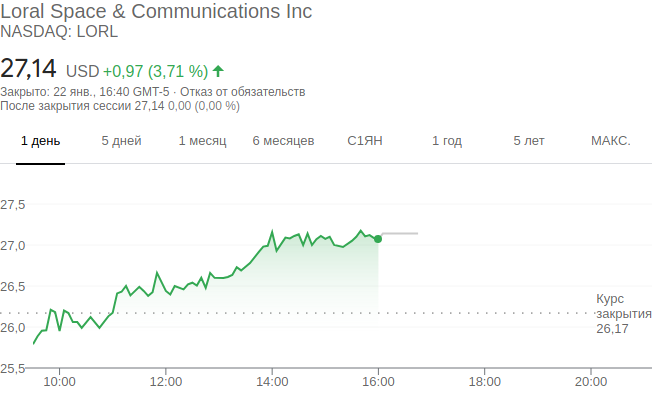 Loral Space & Communications Inc
NASDAQ: LORL
27,14 USD +0,97 (3,71 %)
Закрыто: 22 янв., 16:40 GMT-5 · Отказ от обязательств
После закрытия сессии 27,14 0,00 (0,00 %)
1 день 5 дней 1 месяц 6 месяцев С1ЯН 1 год 5 лет МАКС.
27,5
27,0
26,5
Курс
закрытия
26,17
26,0
25,5
10:00 12:00 14:00 16:00 18:00 20:00